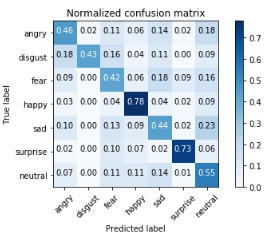 Normalized confusion matrix
angry 0.46 0.02 0.11 0.06 0.14 0.02 0.18
disgust 0.18 0.43 0.16 0.04 0.11 0.00 0.09
fear 0.09 0.00 0.42 0.06 0.18 0.09 0.16
happy 0.03 0.00 0.04 0.78 0.04 0.02 0.09
sad 0.10 0.00 0.13 0.09 0.44 0.02 0.23
surprise 0.02 0.00 0.10 0.07 0.02 0.73 0.06
neutral 0.07 0.00 0.11 0.11 0.14 0.01 0.55
True label
angry disgust fear happy sad surprise neutral
Predicted label
0.7
0.6
0.5
0.4
0.3
0.2
0.1
0.0